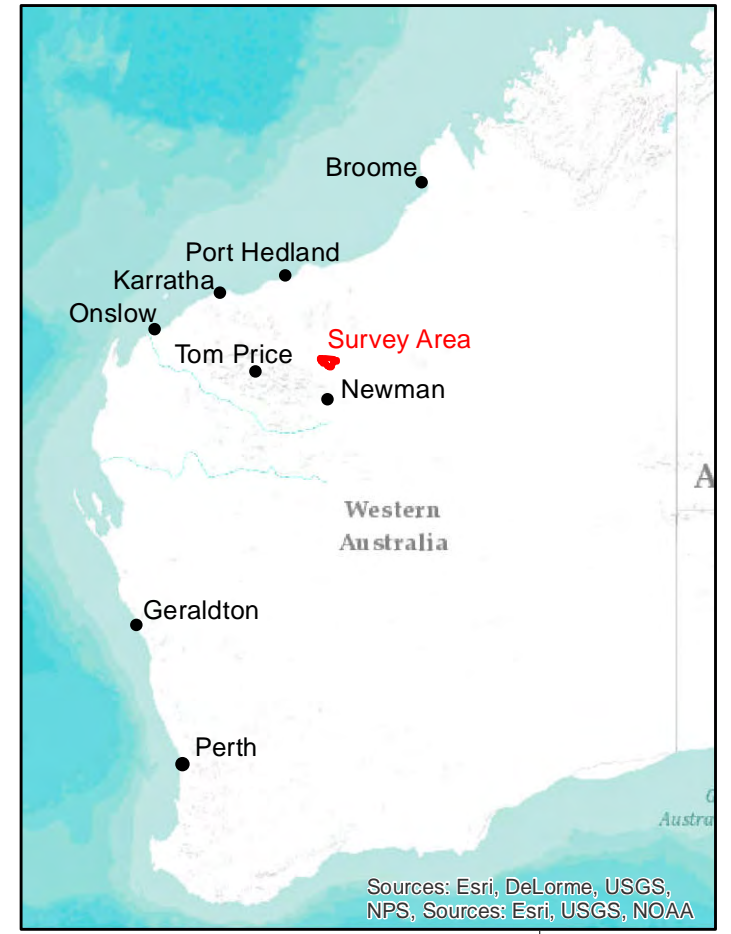 Broome
Port Hedland
Karratha
Onslow
Survey Area
Tom Price
Newman
A
Western
Australia
Geraldton
Perth
Austra
Sources: Esri, DeLorme, USGS,
NPS, Sources: Esri, USGS, NOAA